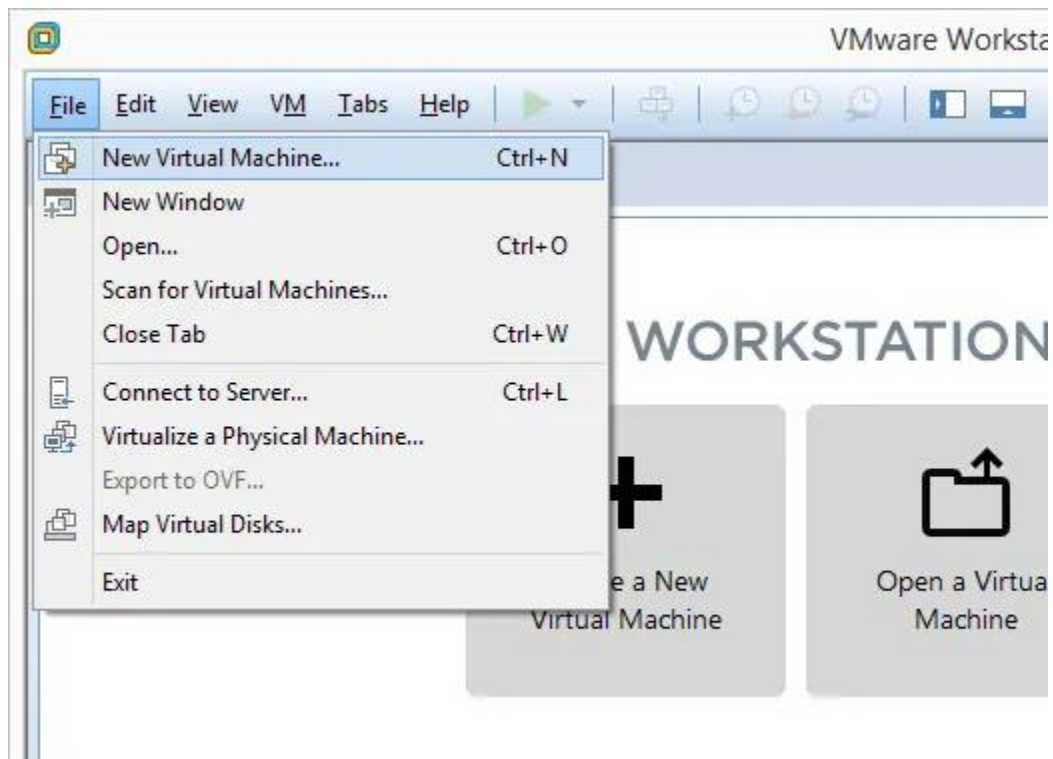 VMware Worksta
File Edit View VM Tabs Help
New Virtual Machine... Ctrl+N
New Window
Open... Ctrl+O
Scan for Virtual Machines...
Close Tab Ctrl+W
Connect to Server... Ctrl+L
Virtualize a Physical Machine...
Export to OVF...
Map Virtual Disks...
Exit
WORKSTATION
e a New
Virtual Machine
Open a Virtua
Machine